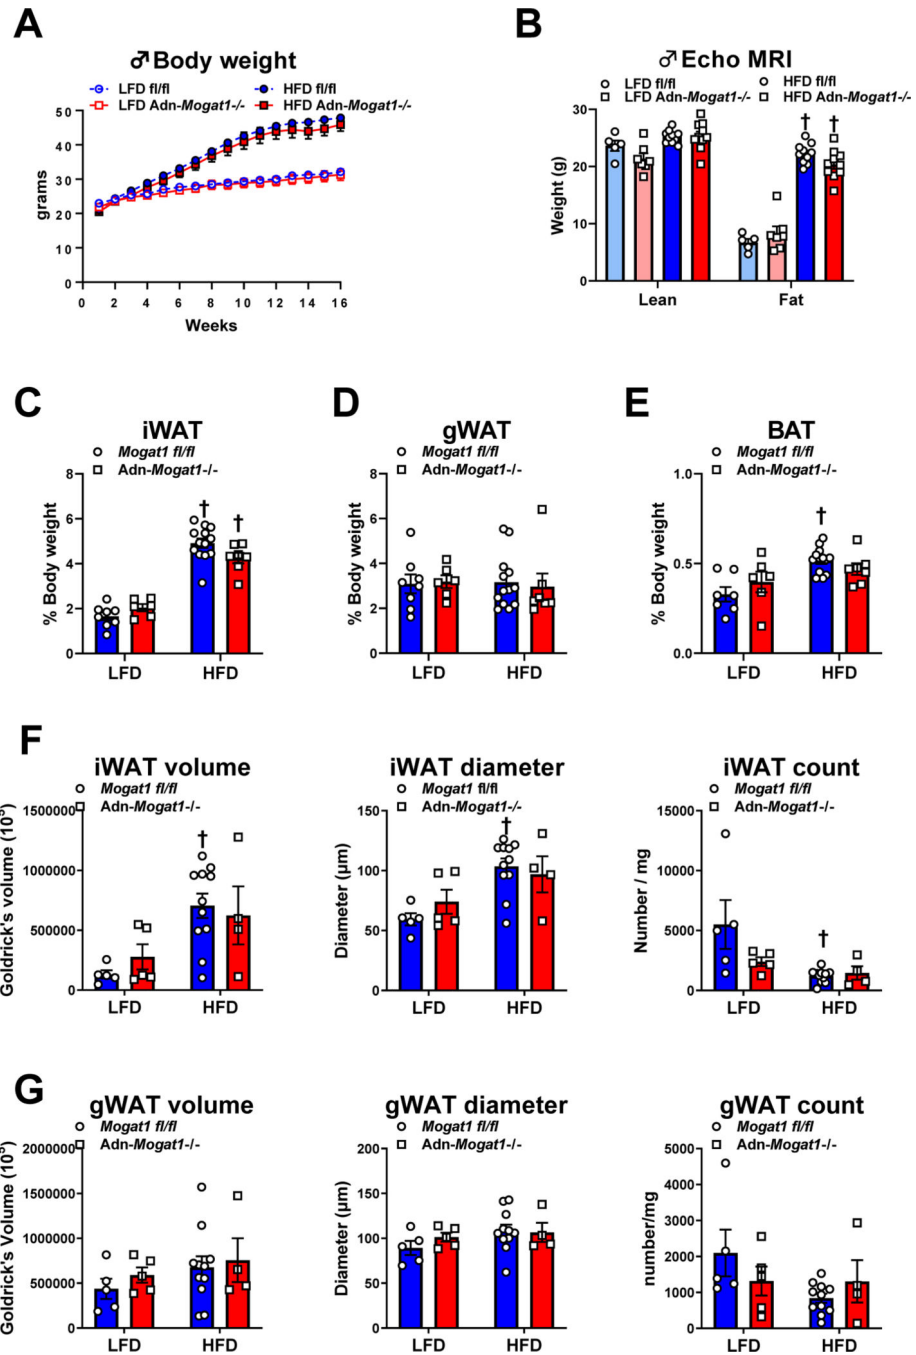 A
♂Body weight
LFD fl/fl
HFD fl/fl
LFD Adn-Mogat1-/-
HFD Adn-Mogat1-/-
50
40
30
20
10
0
grams
0 2 4 6 8 10 12 14 16
Weeks
B
♂Echo MRI
LFD fl/fl
HFD fl/fl
LFD Adn-Mogat1-/-
HFD Adn-Mogat1-/-
30
20
10
0
Weight (g)
† †
Lean Fat
C
iWAT
Mogat1 fl/fl
Adn-Mogat1-/-
8
6
4
2
0
% Body weight
† †
LFD HFD
D
gWAT
Mogat1 fl/fl
Adn-Mogat1-/-
8
6
4
2
0
% Body weight
LFD HFD
E
BAT
Mogat1 fl/fl
Adn-Mogat1-/-
1.0
0.5
0.0
% Body weight
†
LFD HFD
F
iWAT volume
Mogat1 fl/fl
Adn-Mogat1-/-
1500000
1000000
500000
0
Goldrick's volume (10⁵)
†
LFD HFD
iWAT diameter
Mogat1 fl/fl
Adn-Mogat1-/-
150
100
50
0
Diameter (µm)
†
LFD HFD
iWAT count
Mogat1 fl/fl
Adn-Mogat1-/-
15000
10000
5000
0
Number / mg
†
LFD HFD
G
gWAT volume
Mogat1 fl/fl
Adn-Mogat1-/-
2000000
1500000
1000000
500000
0
Goldrick's Volume (10⁵)
LFD HFD
gWAT diameter
Mogat1 fl/fl
Adn-Mogat1-/-
200
150
100
50
0
Diameter (µm)
LFD HFD
gWAT count
Mogat1 fl/fl
Adn-Mogat1-/-
5000
4000
3000
2000
1000
0
number/mg
LFD HFD